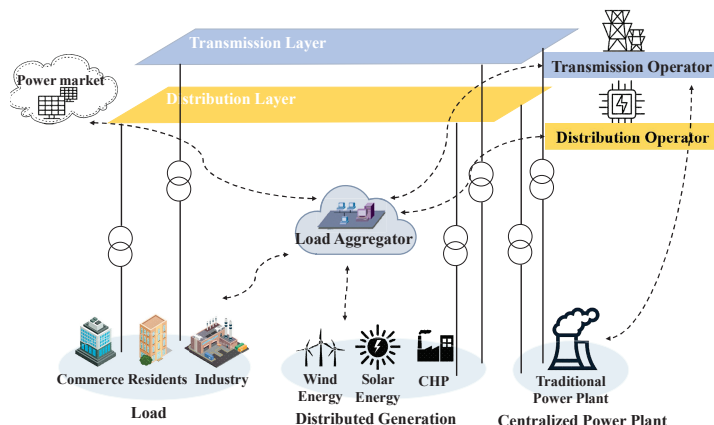 Transmission Layer
Transmission Operator
Power market
Distribution Layer
Distribution Operator
Load Aggregator
Commerce Residents Industry
Wind
Energy
Solar
Energy
CHP
Traditional
Power Plant
Load
Distributed Generation
Centralized Power Plant